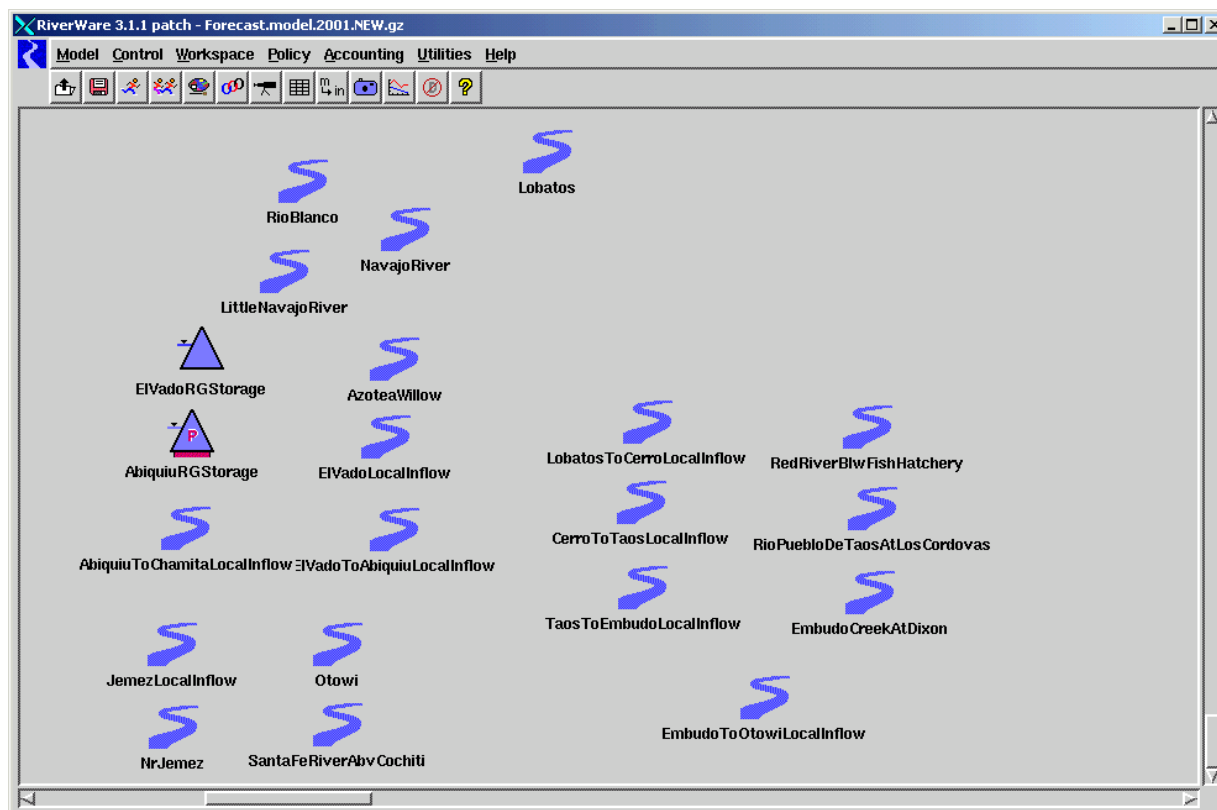 RiverWare 3.1.1 patch - Forecast.model.2001.NEW.gz
Model Control Workspace Policy Accounting Utilities Help
m
in
?
Lobatos
RioBlanco
NavajoRiver
LittleNavajoRiver
ElVadoRGStorage
AzoteaWillow
P
AbiquiuRGStorage
ElVadoLocalInflow
LobatosToCerroLocalInflow
RedRiverBlwFishHatchery
AbiquiuToChamitaLocalInflow
ElVadoToAbiquiuLocalInflow
CerroToTaosLocalInflow
RioPuebloDeTaosAtLosCordovas
TaosToEmbudoLocalInflow
EmbudoCreekAtDixon
JemezLocalInflow
Otowi
EmbudoToOtowiLocalInflow
NrJemez
SantaFeRiverAbvCochiti